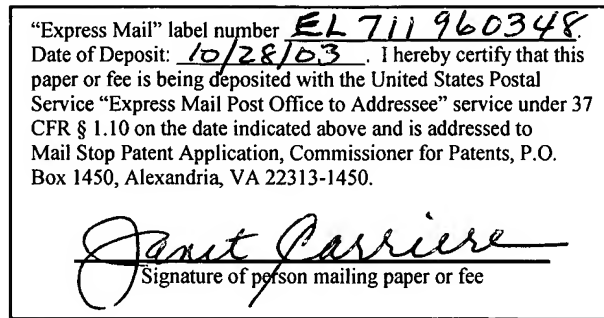 "Express Mail" label number EL 711 960348.
Date of Deposit: 10/28/03. I hereby certify that this
paper or fee is being deposited with the United States Postal
Service "Express Mail Post Office to Addressee" service under 37
CFR § 1.10 on the date indicated above and is addressed to
Mail Stop Patent Application, Commissioner for Patents, P.O.
Box 1450, Alexandria, VA 22313-1450.
Janet Carriere
Signature of person mailing paper or fee